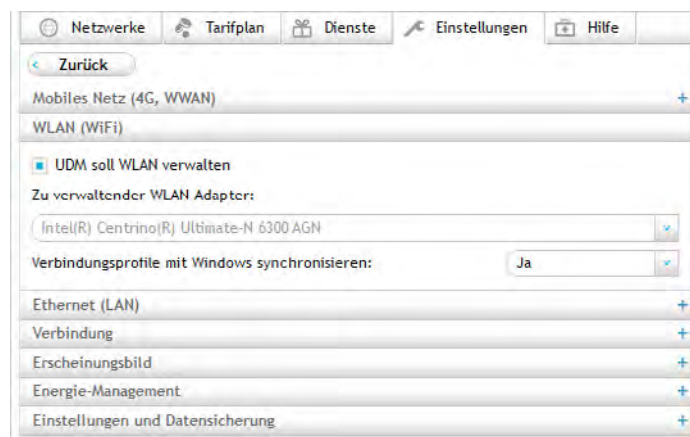 Netzwerke Tarifplan Dienste Einstellungen Hilfe
Zurück
Mobiles Netz (4G, WWAN)
WLAN (WiFi)
UDM soll WLAN verwalten
Zu verwaltender WLAN Adapter:
Intel(R) Centrino(R) Ultimate-N 6300 AGN
Verbindungsprofile mit Windows synchronisieren: Ja
Ethernet (LAN)
Verbindung
Erscheinungsbild
Energie-Management
Einstellungen und Datensicherung